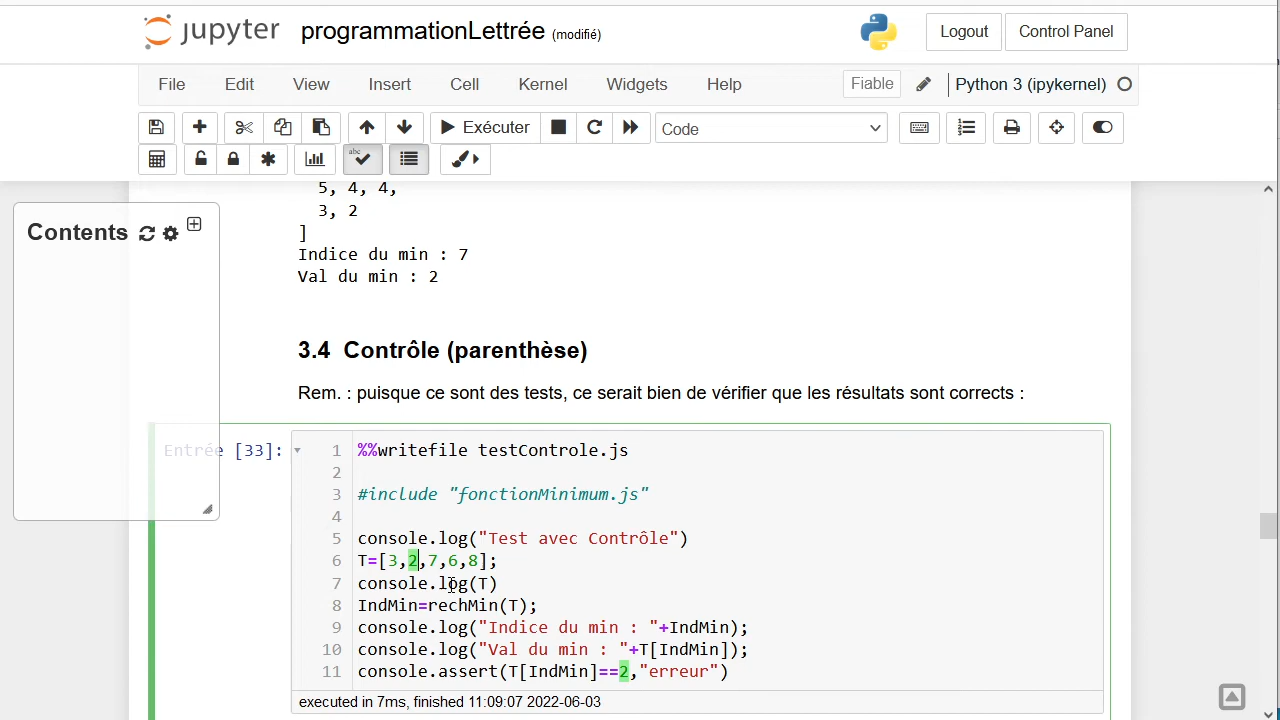 jupyter programmationLettrée (modifié) Logout Control Panel
File Edit View Insert Cell Kernel Widgets Help Fiable Python 3 (ipykernel)
Exécuter Code
abc
5, 4, 4,
3, 2
]
Indice du min : 7
Val du min : 2
Contents
3.4 Contrôle (parenthèse)
Rem. : puisque ce sont des tests, ce serait bien de vérifier que les résultats sont corrects :
Entrée [33]:
1 %%writefile testControle.js
2
3 #include "fonctionMinimum.js"
4
5 console.log("Test avec Contrôle")
6 T=[3,2,7,6,8];
7 console.log(T)
8 IndMin=rechMin(T);
9 console.log("Indice du min : "+IndMin);
10 console.log("Val du min : "+T[IndMin]);
11 console.assert(T[IndMin]==2,"erreur")
executed in 7ms, finished 11:09:07 2022-06-03